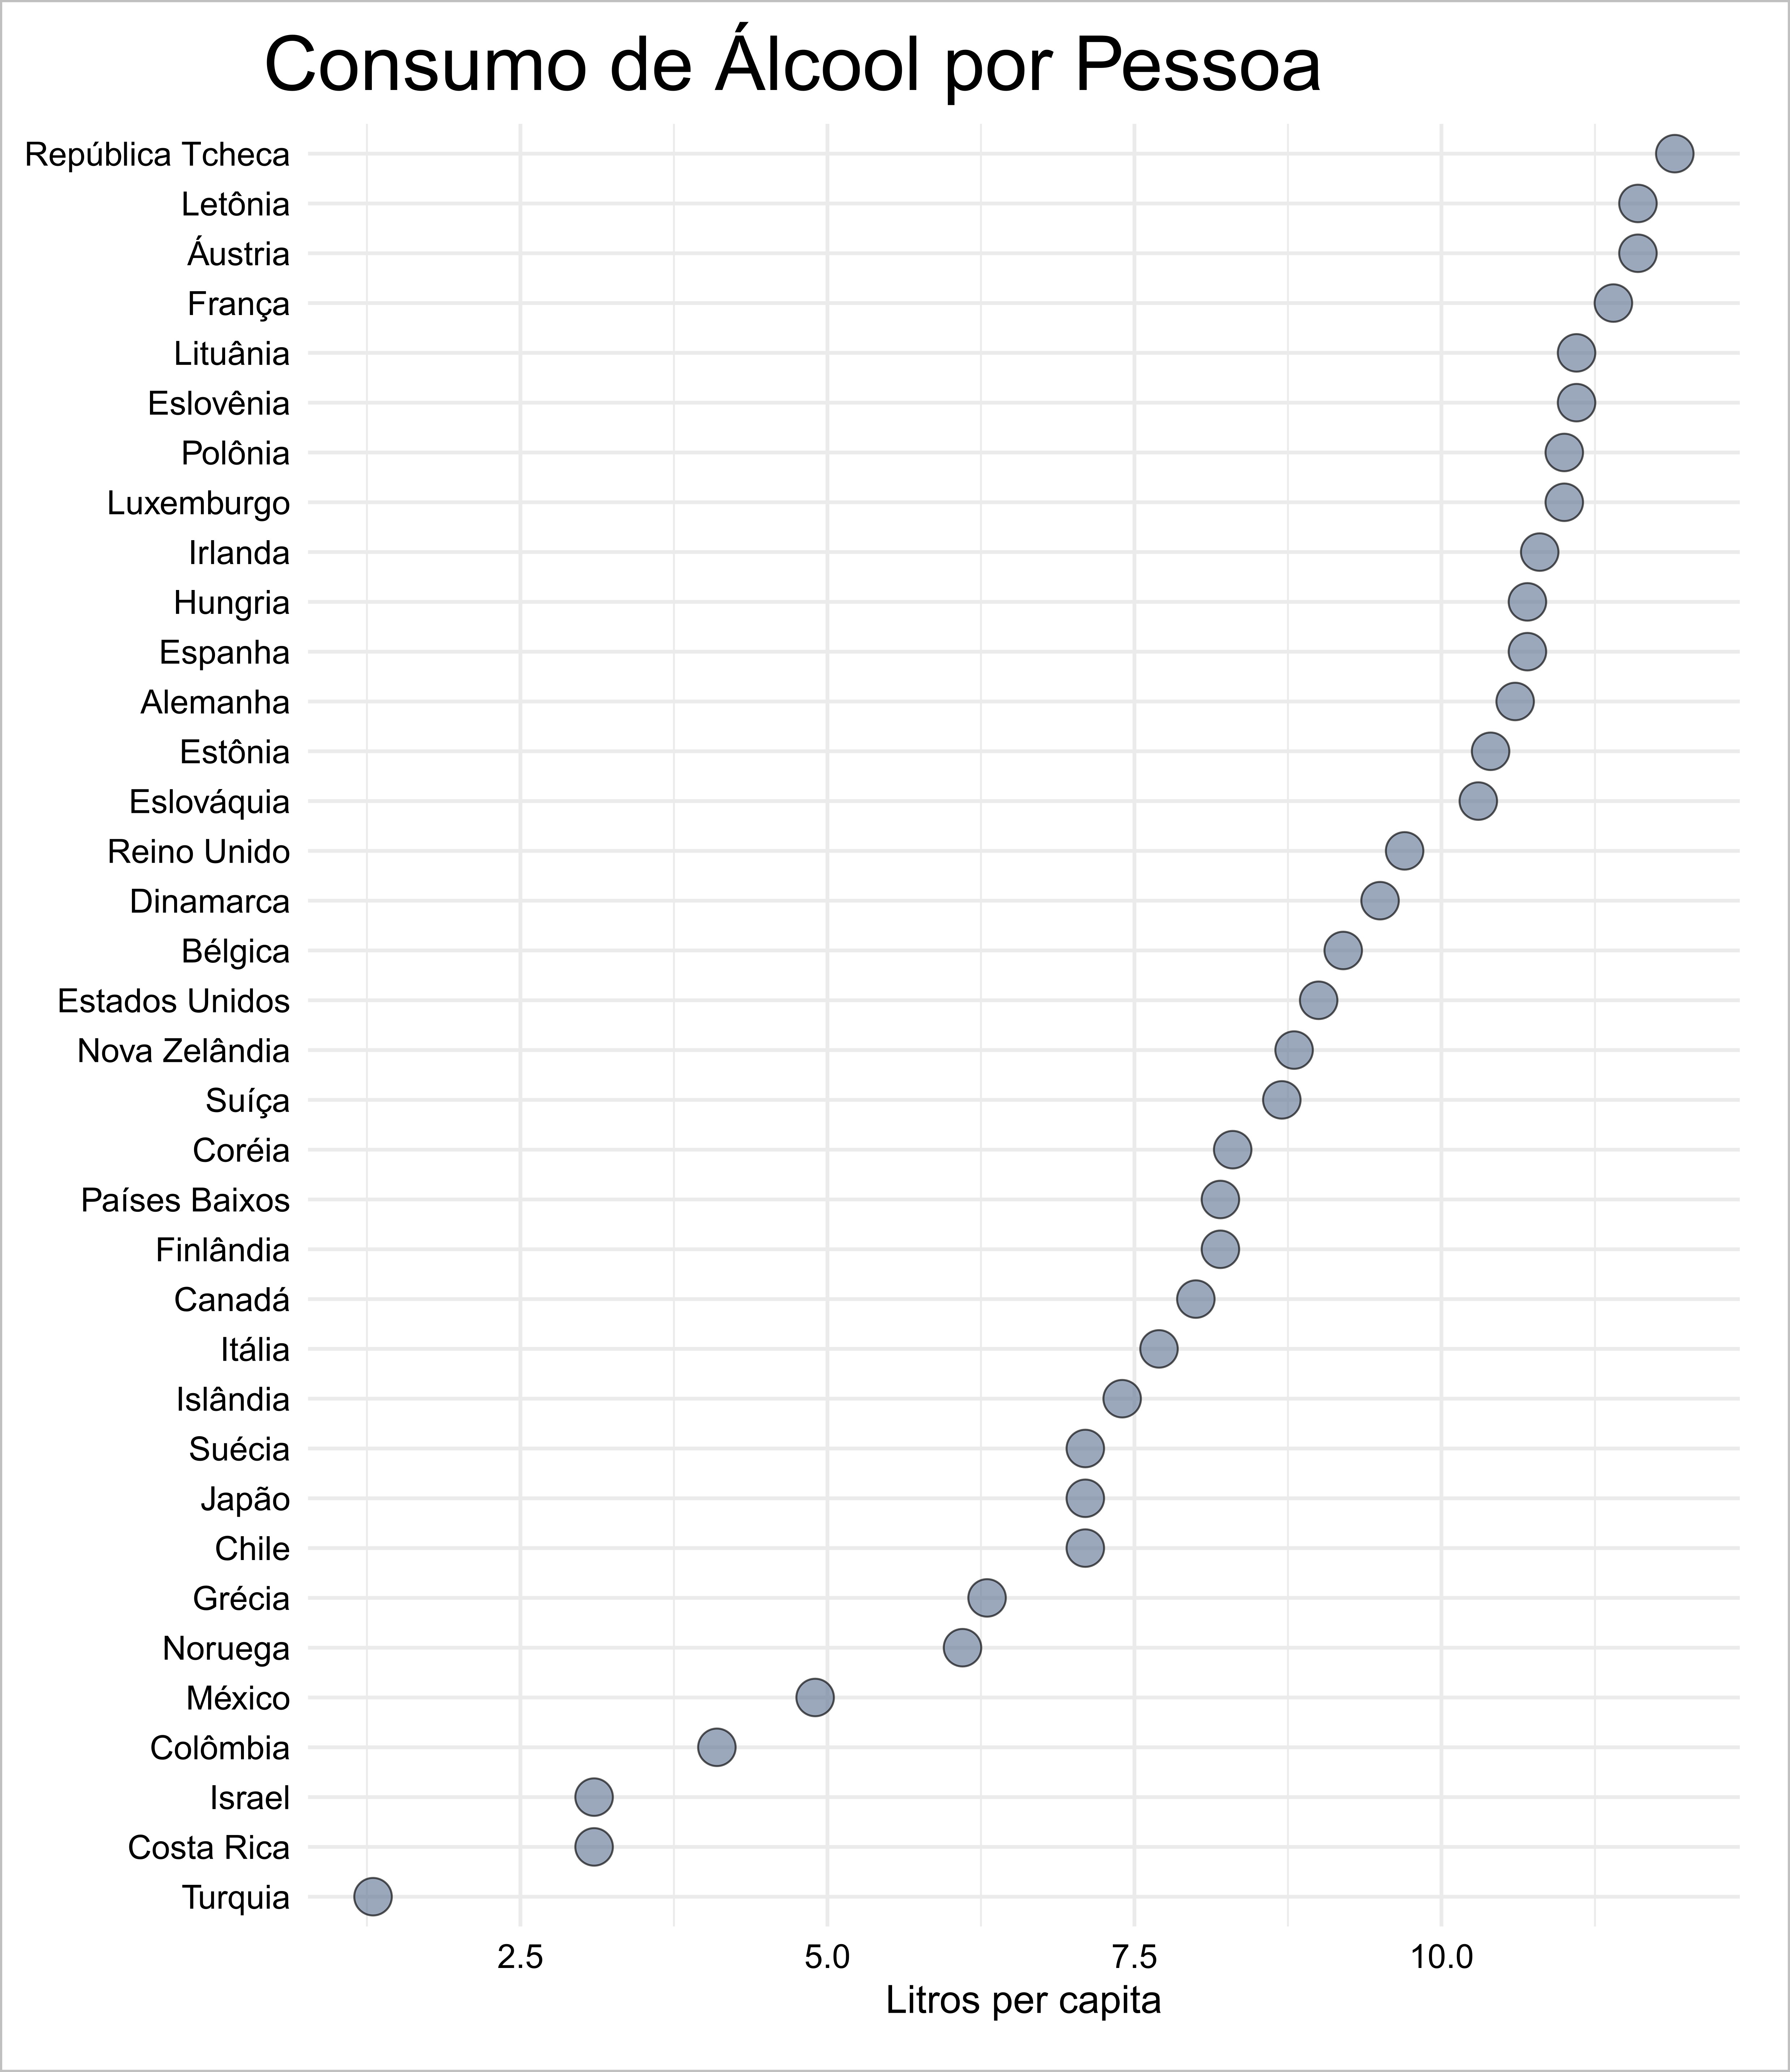 Consumo de Álcool por Pessoa
República Tcheca
Letônia
Áustria
França
Lituânia
Eslovênia
Polônia
Luxemburgo
Irlanda
Hungria
Espanha
Alemanha
Estônia
Eslováquia
Reino Unido
Dinamarca
Bélgica
Estados Unidos
Nova Zelândia
Suíça
Coréia
Países Baixos
Finlândia
Canadá
Itália
Islândia
Suécia
Japão
Chile
Grécia
Noruega
México
Colômbia
Israel
Costa Rica
Turquia
2.5 5.0 7.5 10.0
Litros per capita